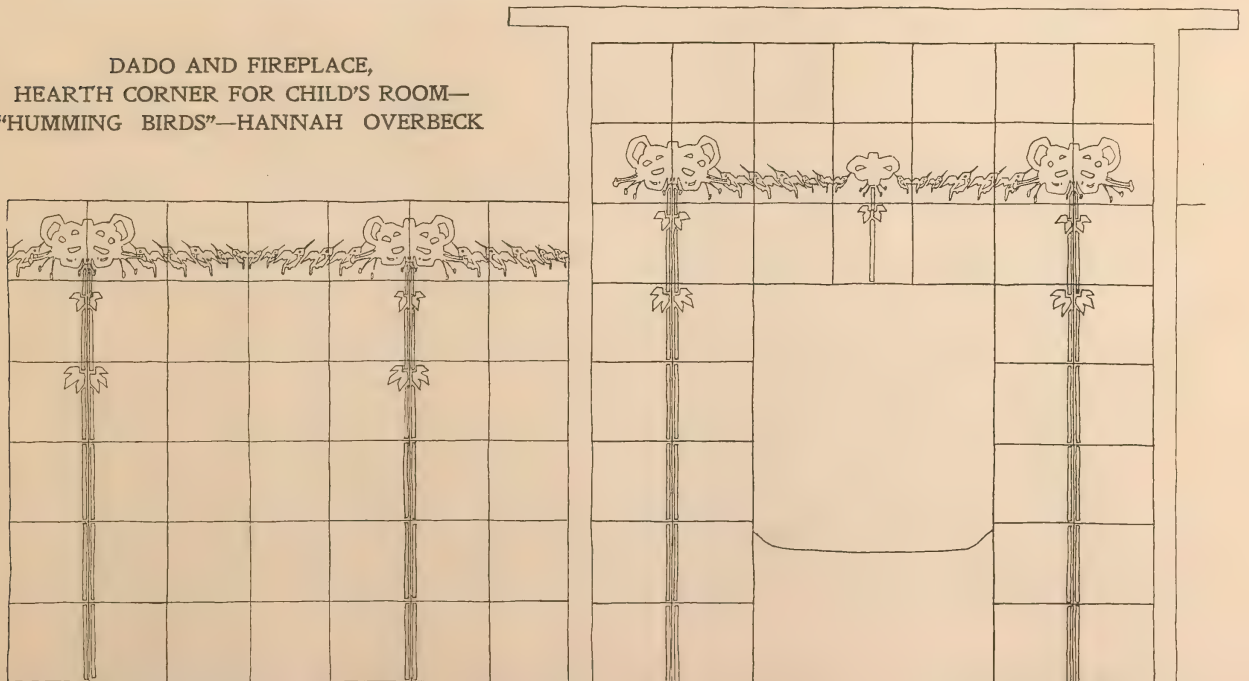 DADO AND FIREPLACE,
HEARTH CORNER FOR CHILD'S ROOM—
"HUMMING BIRDS"—HANNAH OVERBECK